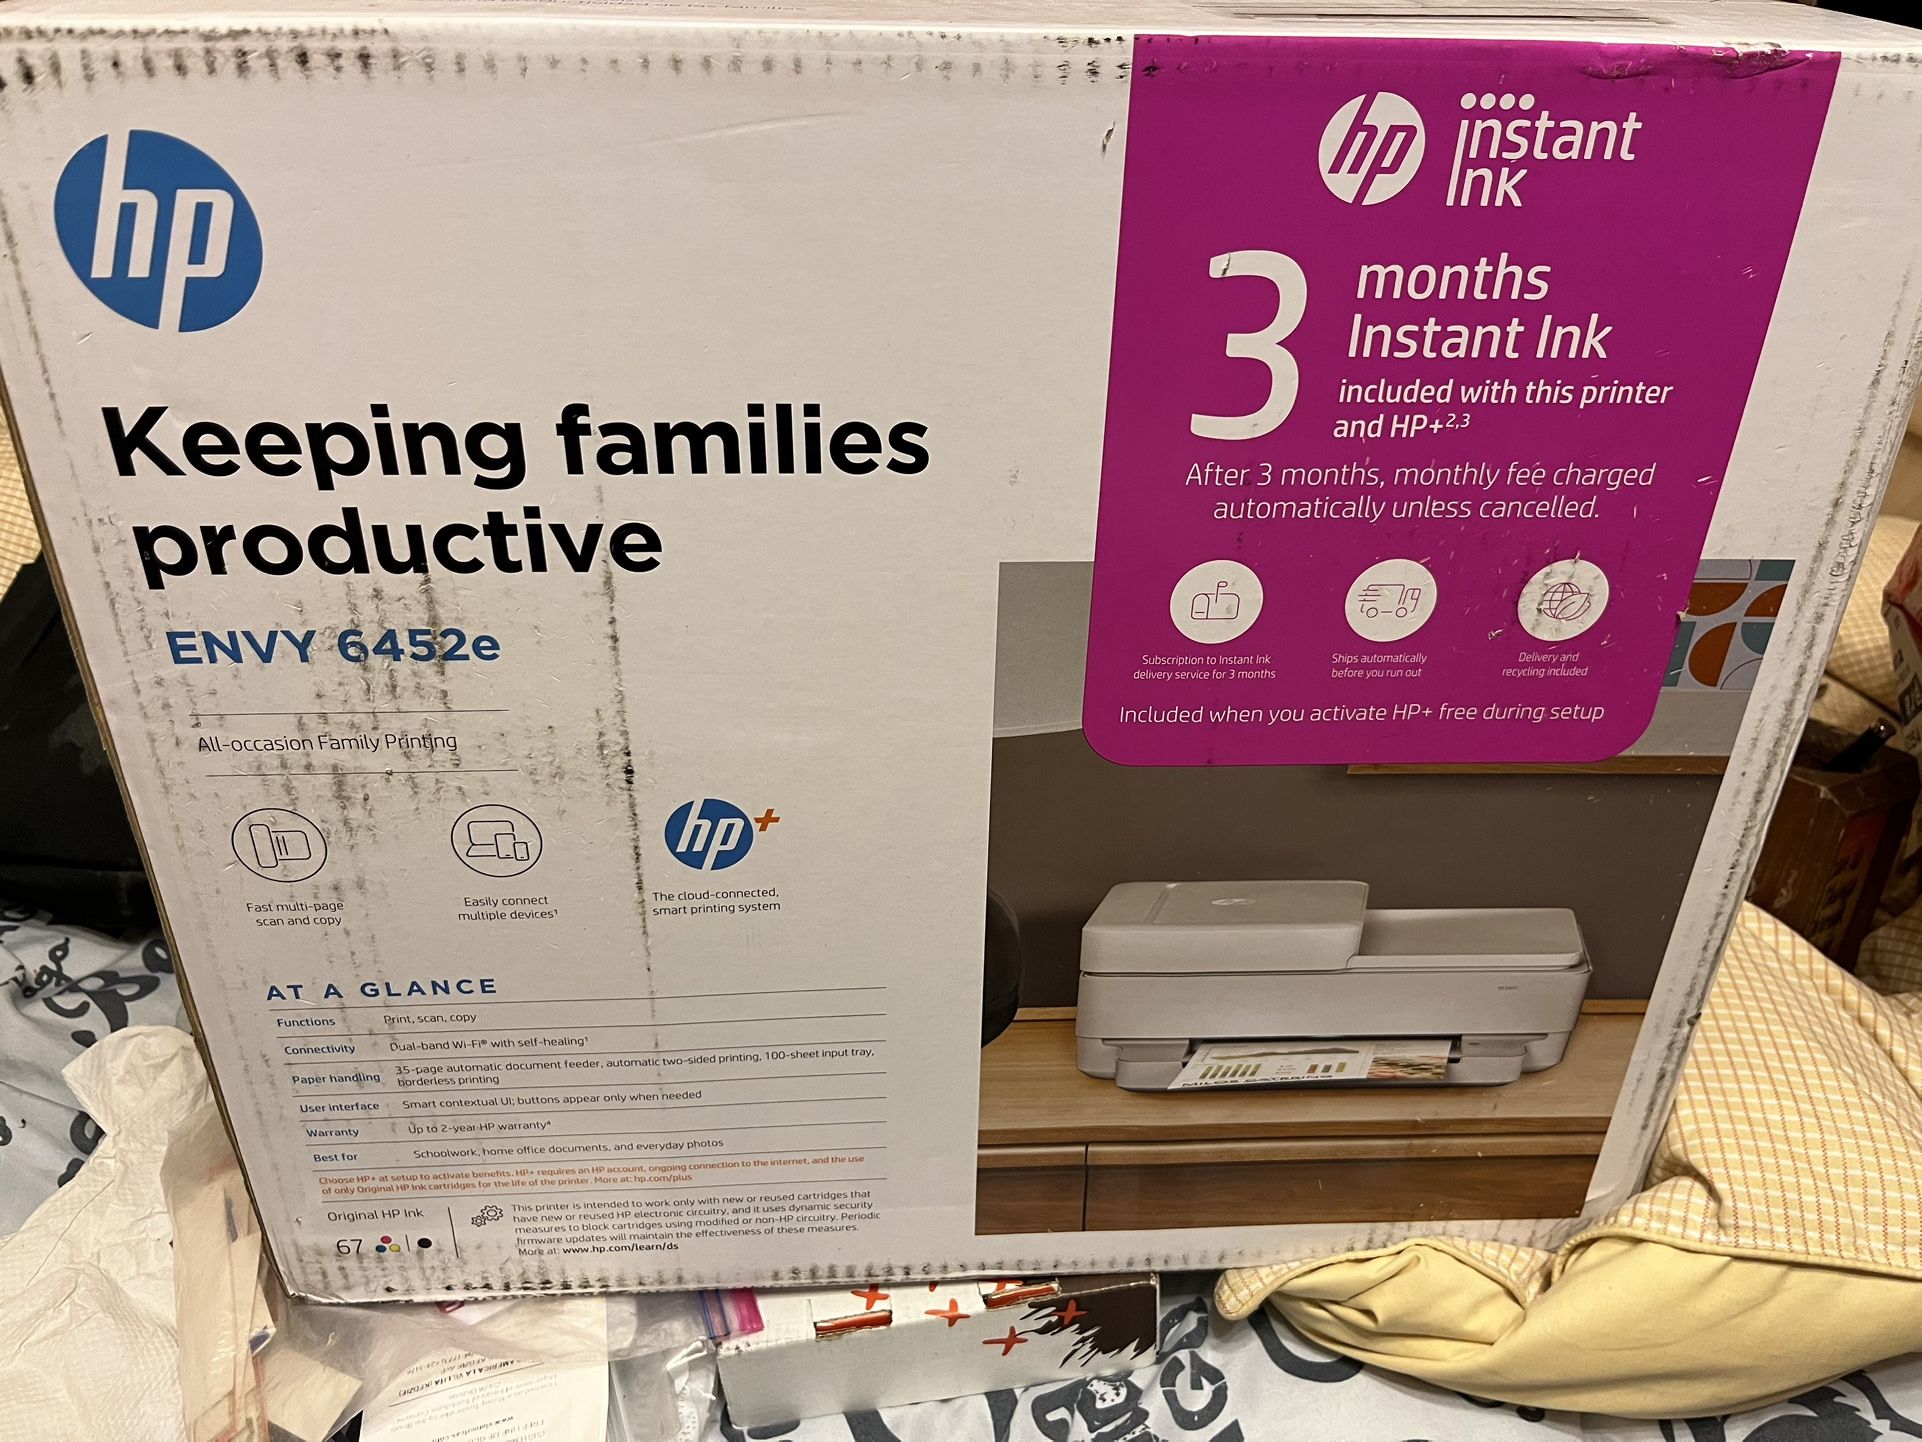 hp
Keeping families
productive
ENVY 6452e
All-occasion Family Printing
Fast multi-page
scan and copy
Easily connect
multiple devices¹
hp+
The cloud-connected,
smart printing system
AT A GLANCE
Functions Print, scan, copy
Connectivity Dual-band Wi-Fi® with self-healing¹
Paper handling 35-page automatic document feeder, automatic two-sided printing, 100-sheet input tray,
borderless printing
User interface Smart contextual UI; buttons appear only when needed
Warranty Up to 2-year HP warranty⁴
Best for Schoolwork, home office documents, and everyday photos
Choose HP+ at setup to activate benefits. HP+ requires an HP account, ongoing connection to the internet, and the use
of only Original HP Ink cartridges for the life of the printer. More at: hp.com/plus
Original HP Ink
67
This printer is intended to work only with new or reused cartridges that
have new or reused HP electronic circuitry, and it uses dynamic security
measures to block cartridges using modified or non-HP circuitry. Periodic
firmware updates will maintain the effectiveness of these measures.
More at: www.hp.com/learn/ds
hp instant
ink
3 months
Instant Ink
included with this printer
and HP+²,³
After 3 months, monthly fee charged
automatically unless cancelled.
Subscription to Instant Ink
delivery service for 3 months
Ships automatically
before you run out
Delivery and
recycling included
Included when you activate HP+ free during setup
MILO'S CATERING